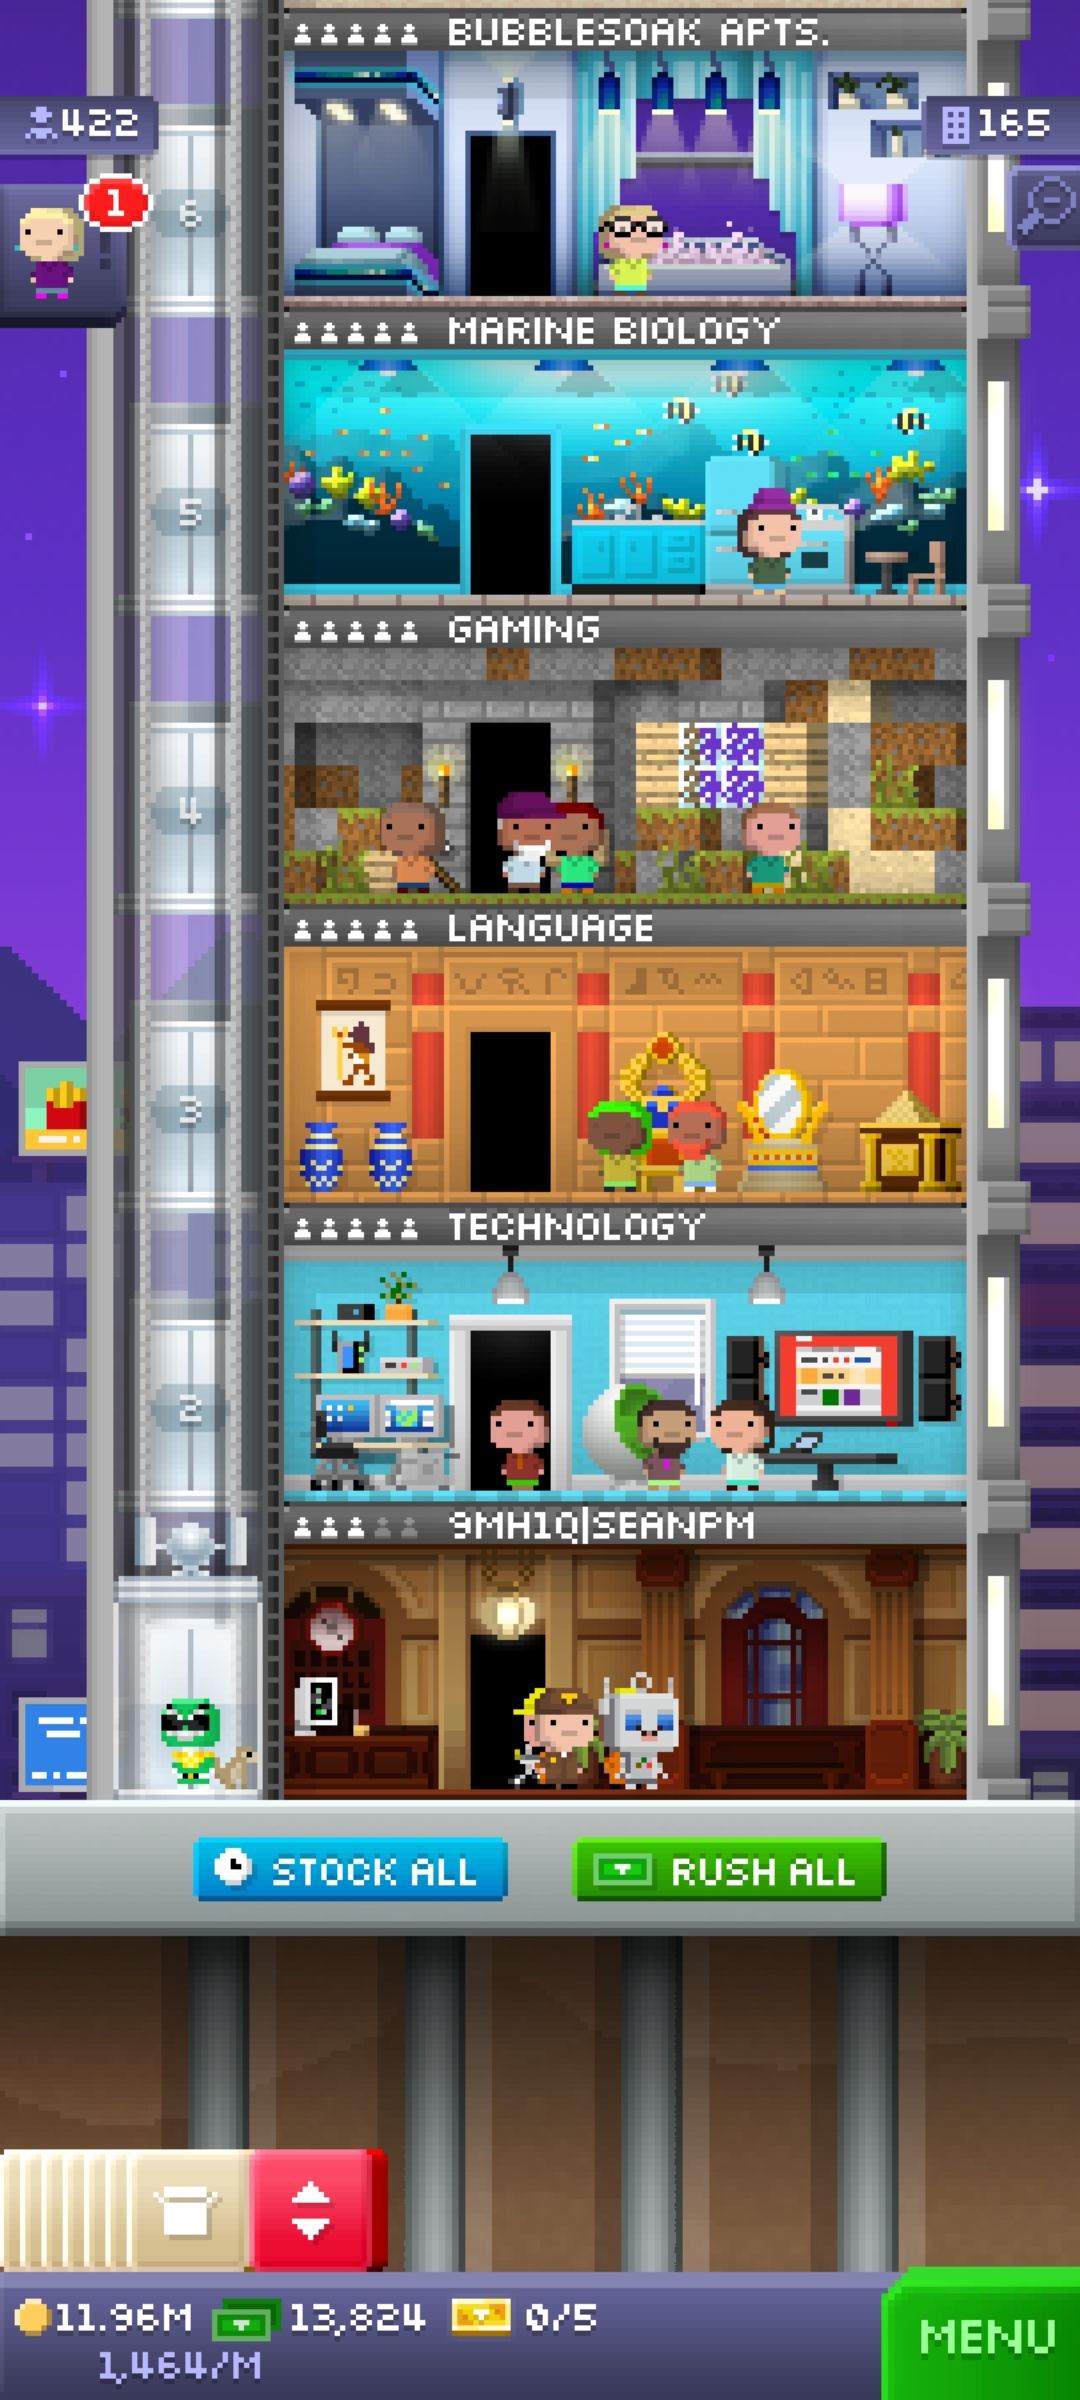 BUBBLESOAK APTS.
422
165
1
6
MARINE BIOLOGY
5
GAMING
4
LANGUAGE
3
TECHNOLOGY
2
9MH1Q|SEANPM
STOCK ALL
RUSH ALL
11.96M 13,824 0/5
1,464/M
MENU